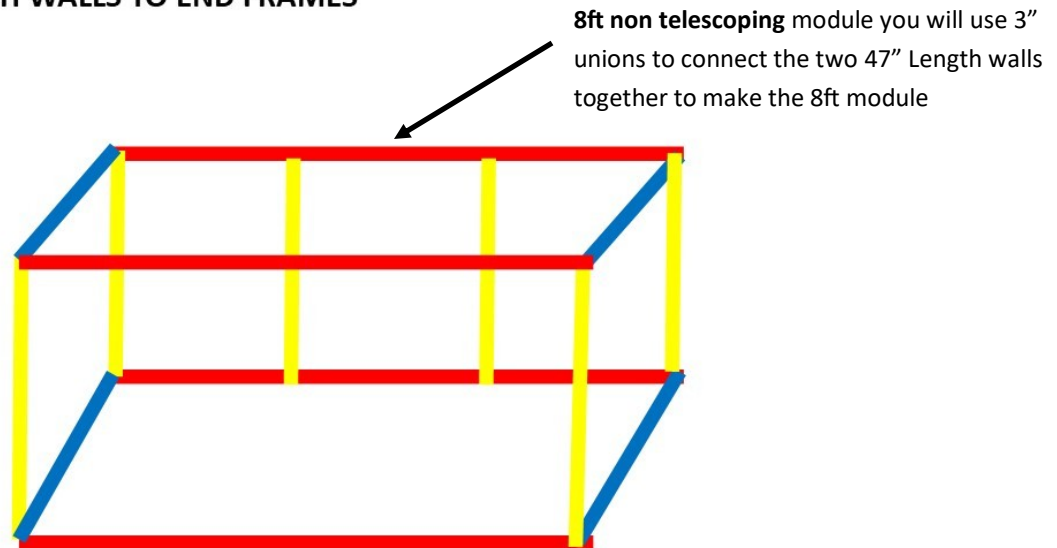 H WALLS TO END FRAMES
8ft non telescoping module you will use 3”
unions to connect the two 47” Length walls
together to make the 8ft module